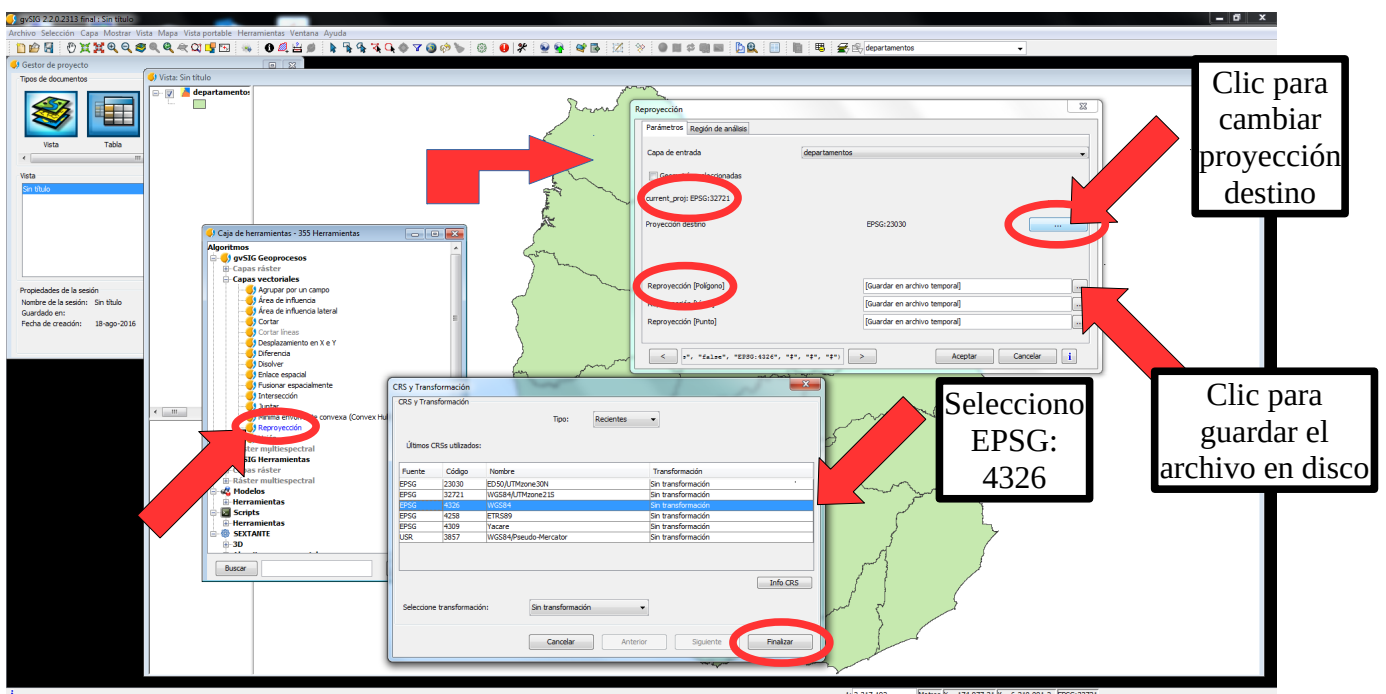 gvSIG 2.2.0.2313 final : Sin título
Archivo Selección Capa Mostrar Vista Mapa Vista portable Herramientas Ventana Ayuda
departamentos
Gestor de proyecto
Tipos de documentos
Vista
Tabla
Vista
Sin título
Propiedades de la sesión
Nombre de la sesión: Sin título
Guardado en:
Fecha de creación: 18-ago-2016
Vista: Sin título
departamentos
Caja de herramientas - 355 Herramientas
Algoritmos
gvSIG Geoprocesos
Capas ráster
Capas vectoriales
Agrupar por un campo
Área de influencia
Área de influencia lateral
Cortar
Cortar líneas
Desplazamiento en X e Y
Diferencia
Disolver
Enlace espacial
Fusionar espacialmente
Intersección
Juntar
convexa (Convex Hull
Reproyección
multiespectral
Herramientas
ráster
Ráster multiespectral
Modelos
Herramientas
Scripts
Herramientas
SEXTANTE
3D
Buscar
Reproyección
Parámetros
Región de análisis
Capa de entrada
departamentos
current_proj: EPSG:32721
Proyección destino
EPSG:23030
...
Reproyección [Polígono]
[Guardar en archivo temporal]
[Guardar en archivo temporal]
Reproyección [Punto]
[Guardar en archivo temporal]
<
", "false", "EPSG:4326", "#", "#", "#")
>
Aceptar
Cancelar
i
CRS y Transformación
CRS y Transformación
Tipo:
Recientes
Últimos CRSs utilizados:
Fuente Código Nombre Transformación
EPSG 23030 ED50/UTMzone30N Sin transformación
EPSG 32721 WGS84/UTMzone21S Sin transformación
EPSG 4326 WGS84 Sin transformación
EPSG 4258 ETRS89 Sin transformación
EPSG 4309 Yacare Sin transformación
USR 3857 WGS84/Pseudo-Mercator Sin transformación
Info CRS
Seleccione transformación:
Sin transformación
Cancelar
Anterior
Siguiente
Finalizar
Clic para
cambiar
proyección
destino
Clic para
guardar el
archivo en disco
Selecciono
EPSG:
4326